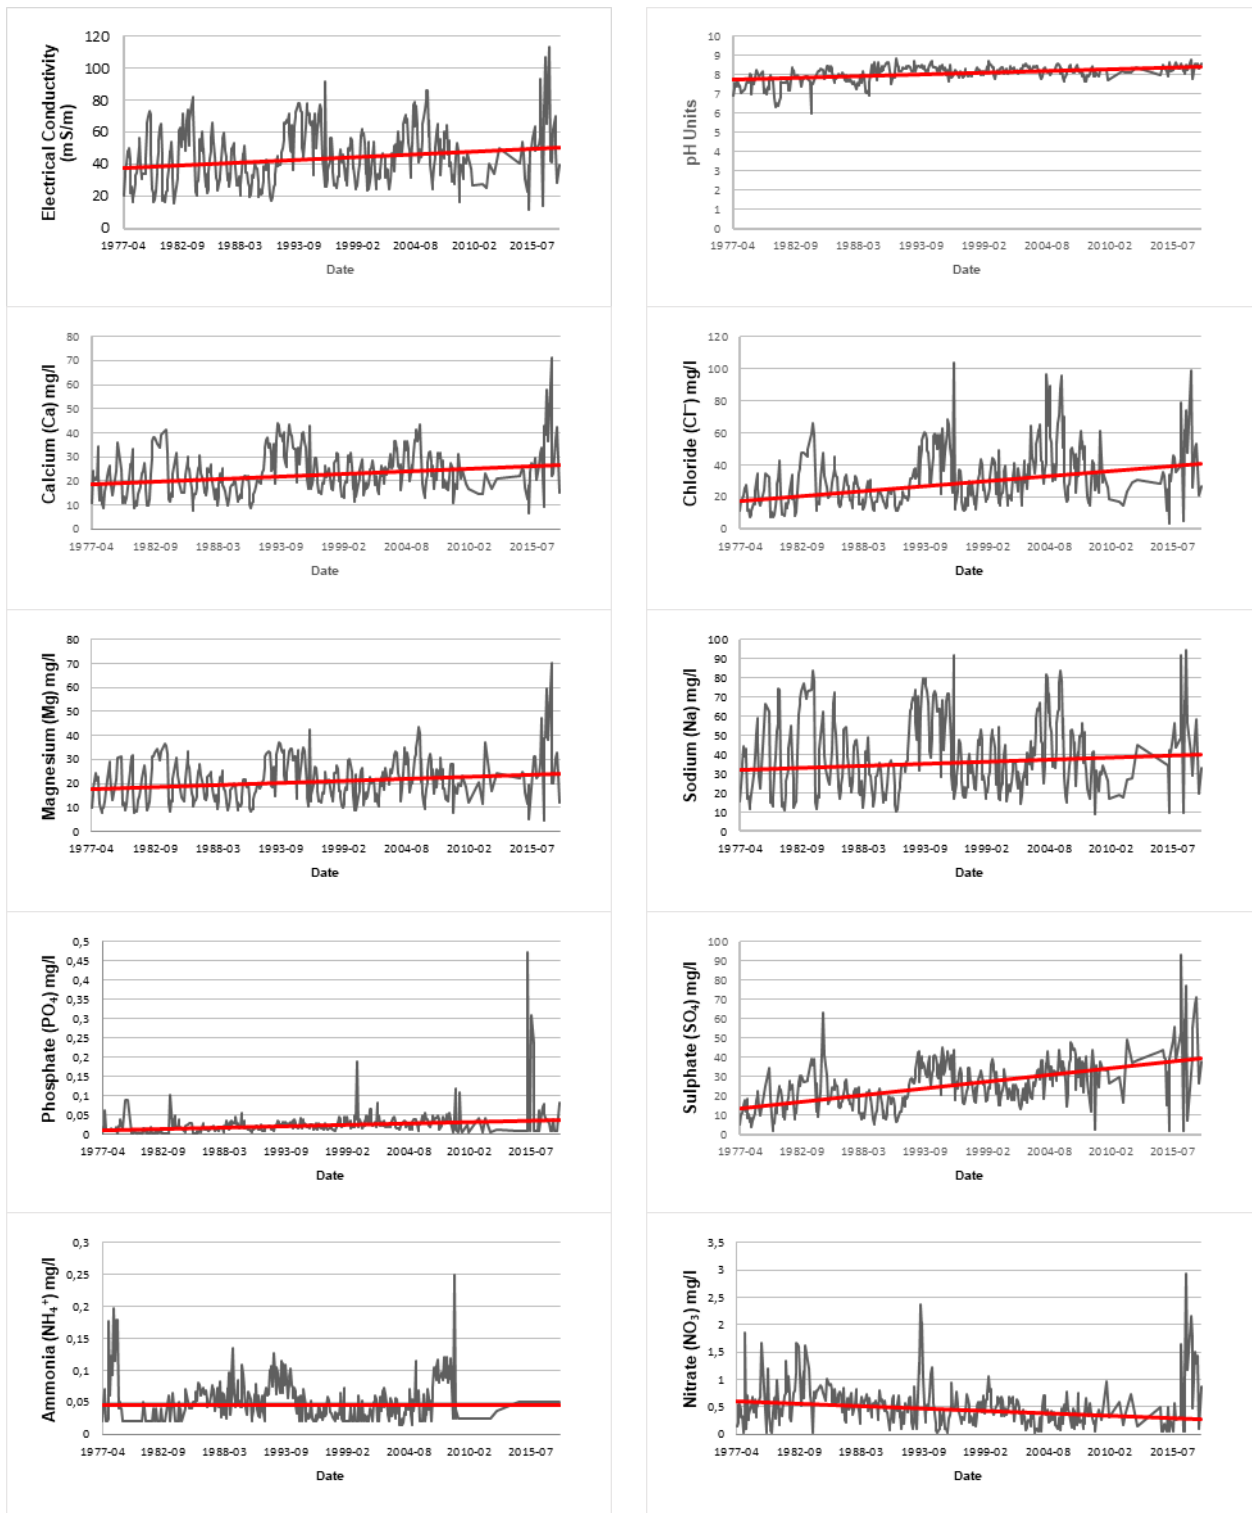 Electrical Conductivity
(mS/m)
120
100
80
60
40
20
0
1977-04 1982-09 1988-03 1993-09 1999-02 2004-08 2010-02 2015-07
Date
pH Units
10
9
8
7
6
5
4
3
2
1
0
1977-04 1982-09 1988-03 1993-09 1999-02 2004-08 2010-02 2015-07
Date
Calcium (Ca) mg/l
80
70
60
50
40
30
20
10
0
1977-04 1982-09 1988-03 1993-09 1999-02 2004-08 2010-02 2015-07
Date
Chloride (Cl⁻) mg/l
120
100
80
60
40
20
0
1977-04 1982-09 1988-03 1993-09 1999-02 2004-08 2010-02 2015-07
Date
Magnesium (Mg) mg/l
80
70
60
50
40
30
20
10
0
1977-04 1982-09 1988-03 1993-09 1999-02 2004-08 2010-02 2015-07
Date
Sodium (Na) mg/l
100
90
80
70
60
50
40
30
20
10
0
1977-04 1982-09 1988-03 1993-09 1999-02 2004-08 2010-02 2015-07
Date
Phosphate (PO₄) mg/l
0,5
0,45
0,4
0,35
0,3
0,25
0,2
0,15
0,1
0,05
0
1977-04 1982-09 1988-03 1993-09 1999-02 2004-08 2010-02 2015-07
Date
Sulphate (SO₄) mg/l
100
90
80
70
60
50
40
30
20
10
0
1977-04 1982-09 1988-03 1993-09 1999-02 2004-08 2010-02 2015-07
Date
Ammonia (NH₄⁺) mg/l
0,3
0,25
0,2
0,15
0,1
0,05
0
1977-04 1982-09 1988-03 1993-09 1999-02 2004-08 2010-02 2015-07
Date
Nitrate (NO₃) mg/l
3,5
3
2,5
2
1,5
1
0,5
0
1977-04 1982-09 1988-03 1993-09 1999-02 2004-08 2010-02 2015-07
Date